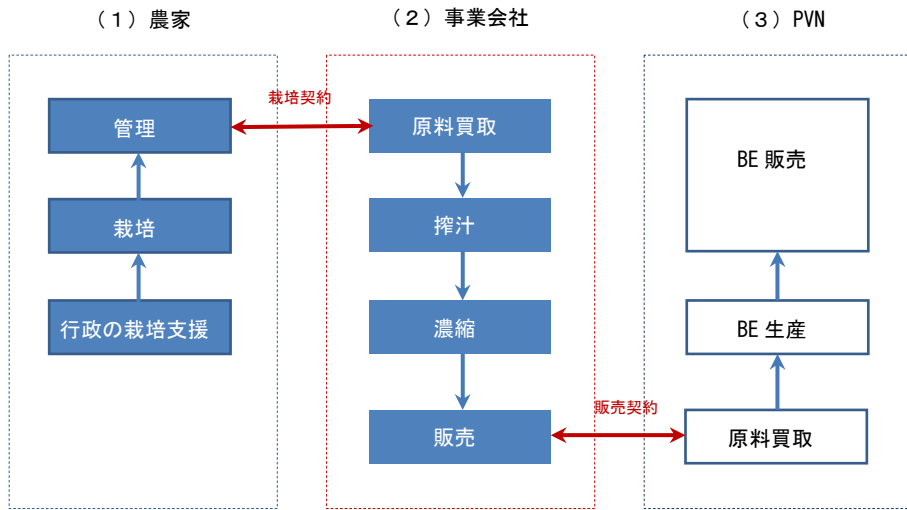 （１）農家
（２）事業会社
（３）PVN
栽培契約
管理
原料買取
BE 販売
栽培
搾汁
行政の栽培支援
濃縮
BE 生産
販売契約
販売
原料買取